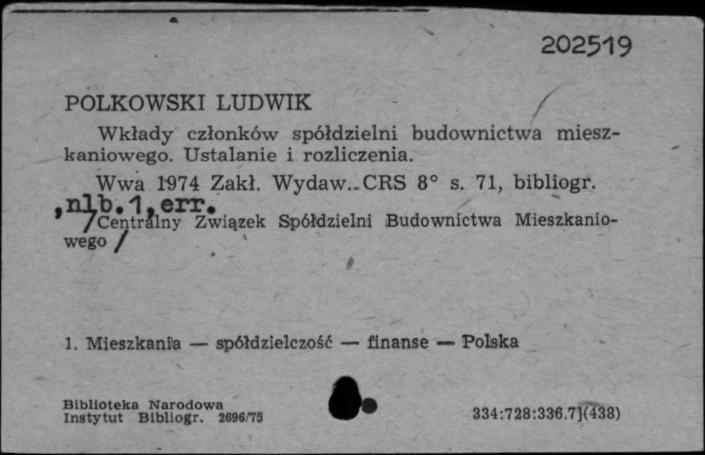 202519
POLKOWSKI LUDWIK
Wkłady członków spółdzielni budownictwa miesz-
kaniowego. Ustalanie i rozliczenia.
Wwa 1974 Zakł. Wydaw. CRS 8° s. 71, bibliogr.
,nlb.1,err.
/Centralny Związek Spółdzielni Budownictwa Mieszkanio-
wego/
1. Mieszkania — spółdzielczość — finanse — Polska
Biblioteka Narodowa
Instytut Bibliogr. 2696/75
334:728:336.7](438)